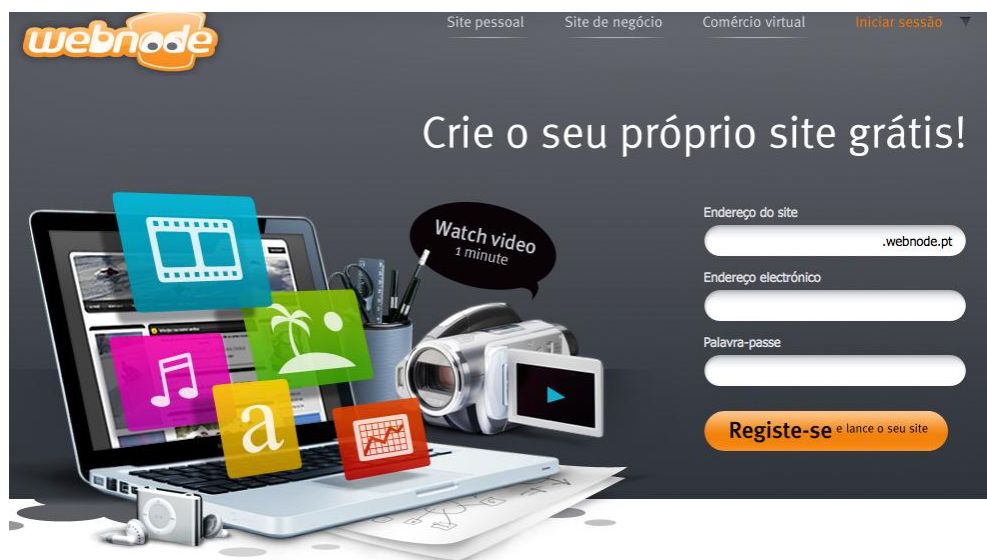 webnode
Site pessoal
Site de negócio
Comércio virtual
Iniciar sessão
Crie o seu próprio site grátis!
Watch video
1 minute
Endereço do site
.webnode.pt
Endereço electrónico
Palavra-passe
Registe-se e lance o seu site
a